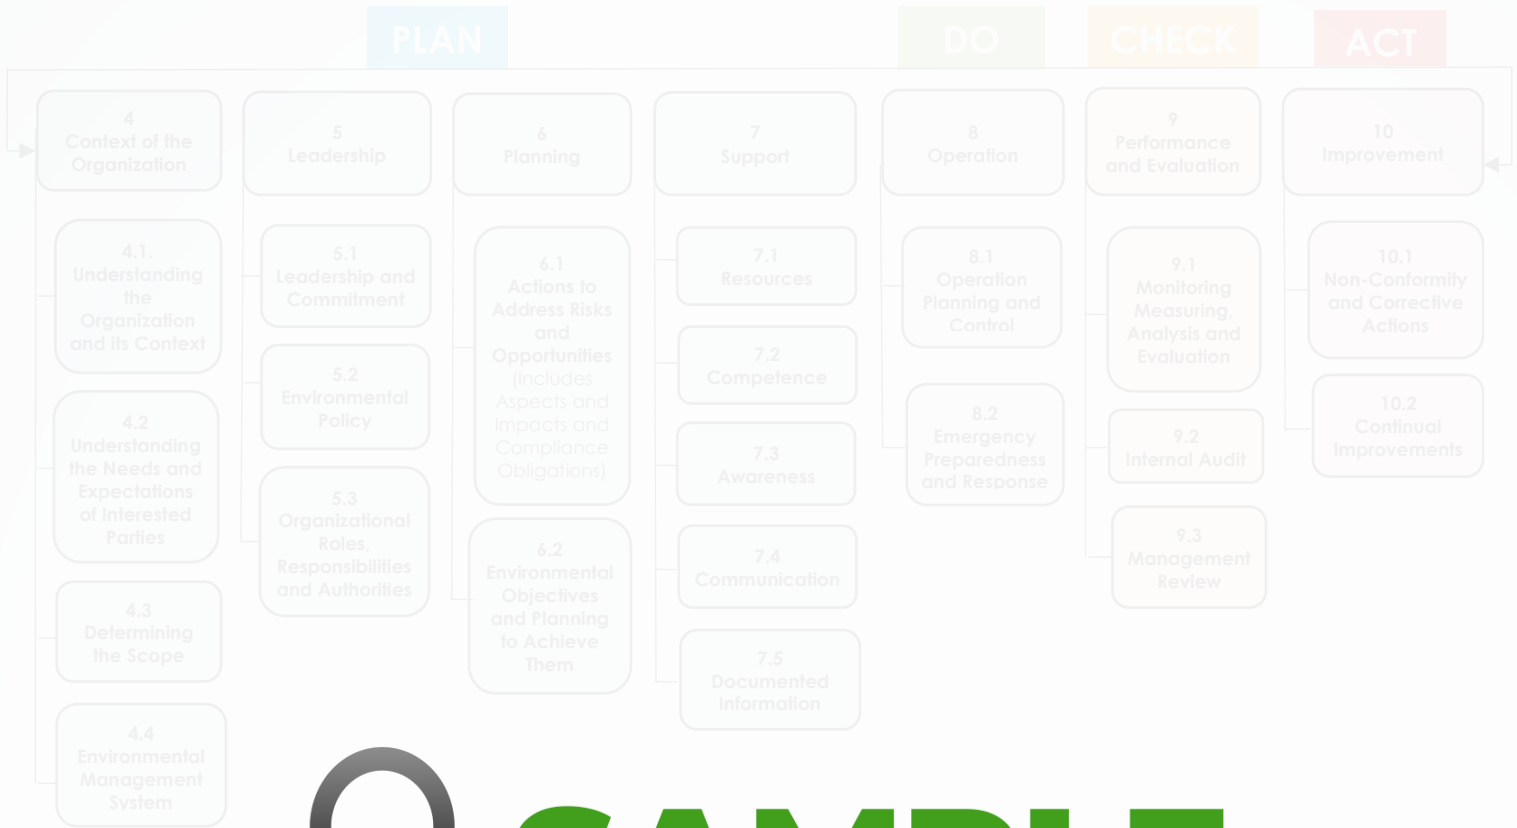 PLAN
DO
CHECK
ACT
4
Context of the
Organization
5
Leadership
6
Planning
7
Support
8
Operation
9
Performance
and Evaluation
10
Improvement
4.1.
Understanding
the
Organization
and its Context
4.2
Understanding
the Needs and
Expectations
of Interested
Parties
4.3
Determining
the Scope
4.4
Environmental
Management
System
5.1
Leadership and
Commitment
5.2
Environmental
Policy
5.3
Organizational
Roles,
Responsibilities
and Authorities
6.1
Actions to
Address Risks
and
Opportunities
(Includes
Aspects and
Impacts and
Compliance
Obligations)
6.2
Environmental
Objectives
and Planning
to Achieve
Them
7.1
Resources
7.2
Competence
7.3
Awareness
7.4
Communication
7.5
Documented
Information
8.1
Operation
Planning and
Control
8.2
Emergency
Preparedness
and Response
9.1
Monitoring
Measuring,
Analysis and
Evaluation
9.2
Internal Audit
9.3
Management
Review
10.1
Non-Conformity
and Corrective
Actions
10.2
Continual
Improvements
SAMPLE